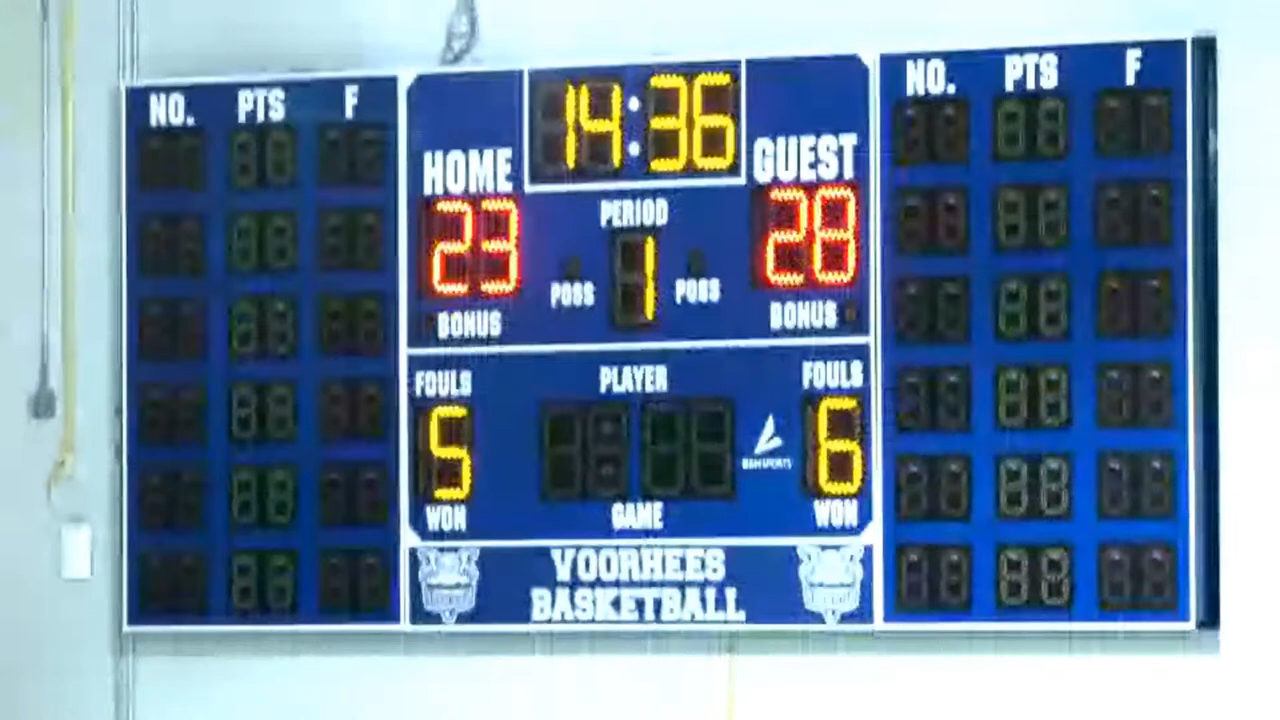 NO. PTS F
14:36
NO. PTS F
HOME
GUEST
23
PERIOD
28
POSS 1 POSS
BONUS
BONUS
FOULS
PLAYER
FOULS
5
6
WON
GAME
WON
VOORHEES
BASKETBALL